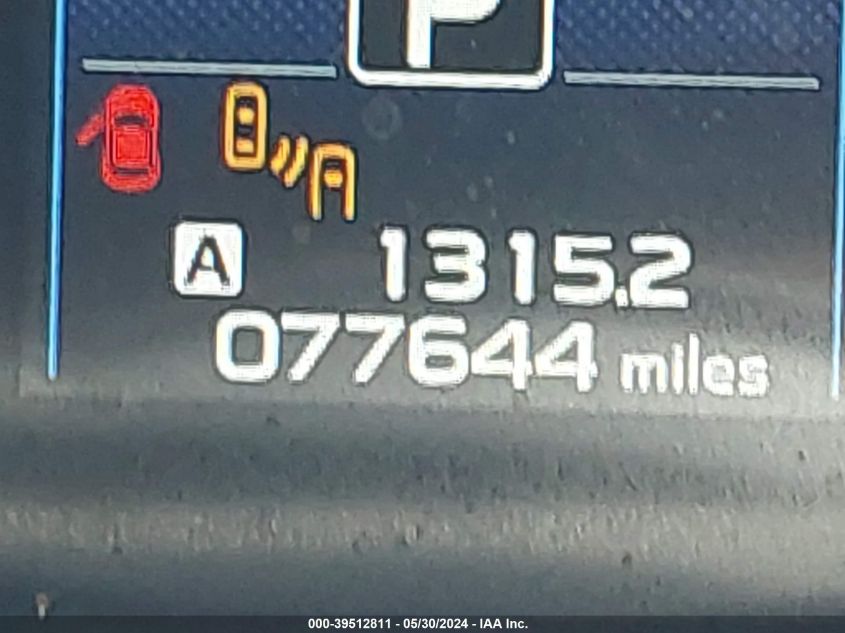 P
A 1315.2
077644 miles
000-39512811 - 05/30/2024 - IAA Inc.